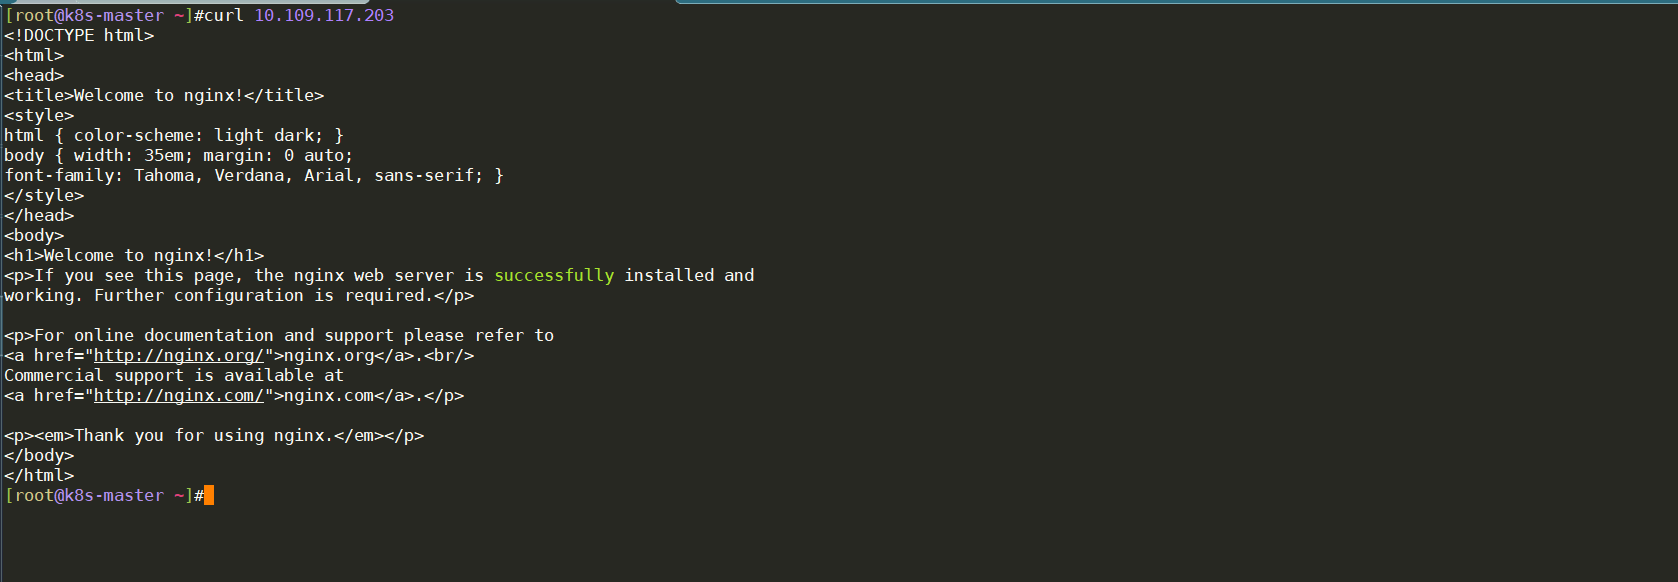 [root@k8s-master ~]#curl 10.109.117.203
<!DOCTYPE html>
<html>
<head>
<title>Welcome to nginx!</title>
<style>
html { color-scheme: light dark; }
body { width: 35em; margin: 0 auto;
font-family: Tahoma, Verdana, Arial, sans-serif; }
</style>
</head>
<body>
<h1>Welcome to nginx!</h1>
<p>If you see this page, the nginx web server is successfully installed and
working. Further configuration is required.</p>

<p>For online documentation and support please refer to
<a href="http://nginx.org/">nginx.org</a>.<br/>
Commercial support is available at
<a href="http://nginx.com/">nginx.com</a>.</p>

<p><em>Thank you for using nginx.</em></p>
</body>
</html>
[root@k8s-master ~]#